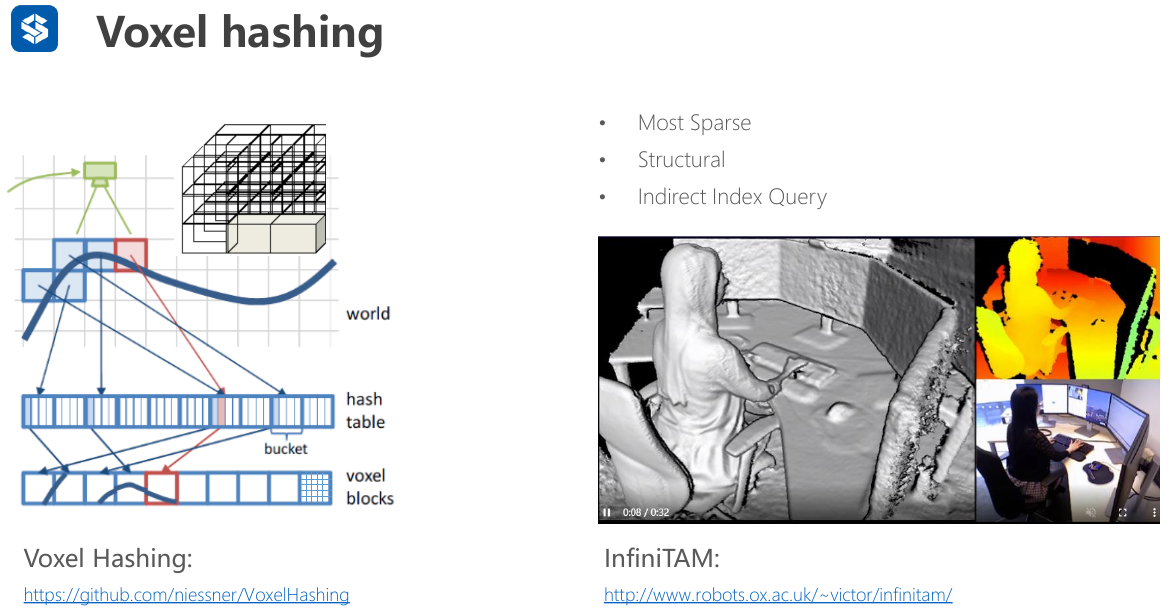 Voxel hashing
world
hash
table
bucket
voxel
blocks
Voxel Hashing:
https://github.com/niessner/VoxelHashing
• Most Sparse
• Structural
• Indirect Index Query
0:08 / 0:32
InfiniTAM:
http://www.robots.ox.ac.uk/~victor/infinitam/